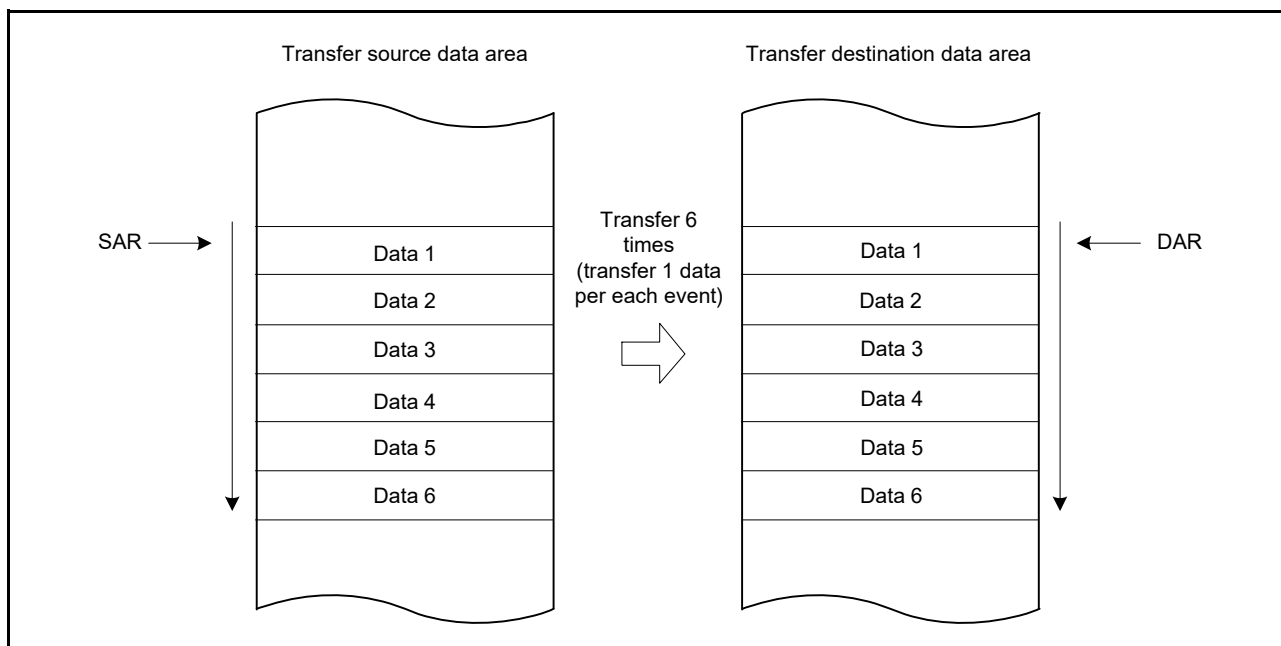 Transfer source data area
Transfer destination data area
SAR
Data 1
Data 2
Data 3
Data 4
Data 5
Data 6
Transfer 6
times
(transfer 1 data
per each event)
Data 1
Data 2
Data 3
Data 4
Data 5
Data 6
DAR